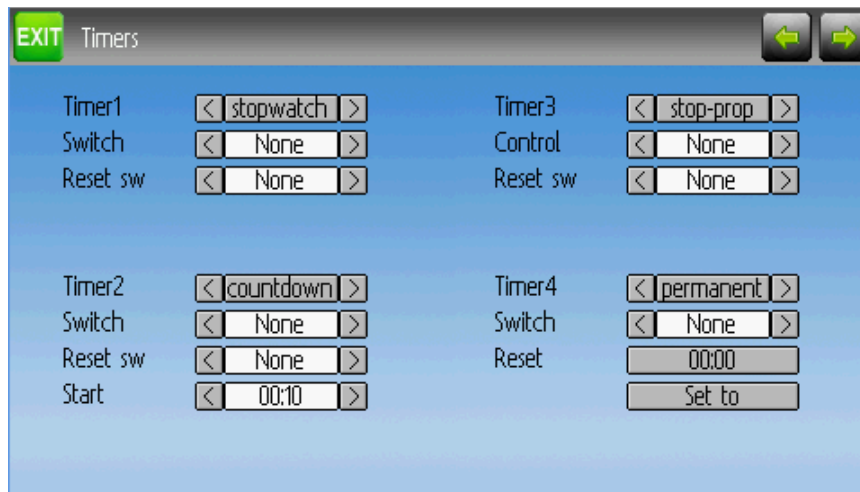 EXIT Timers
Timer1 < stopwatch >
Switch < None >
Reset sw < None >
Timer3 < stop-prop >
Control < None >
Reset sw < None >
Timer2 < countdown >
Switch < None >
Reset sw < None >
Start < 00:10 >
Timer4 < permanent >
Switch < None >
Reset 00:00
Set to